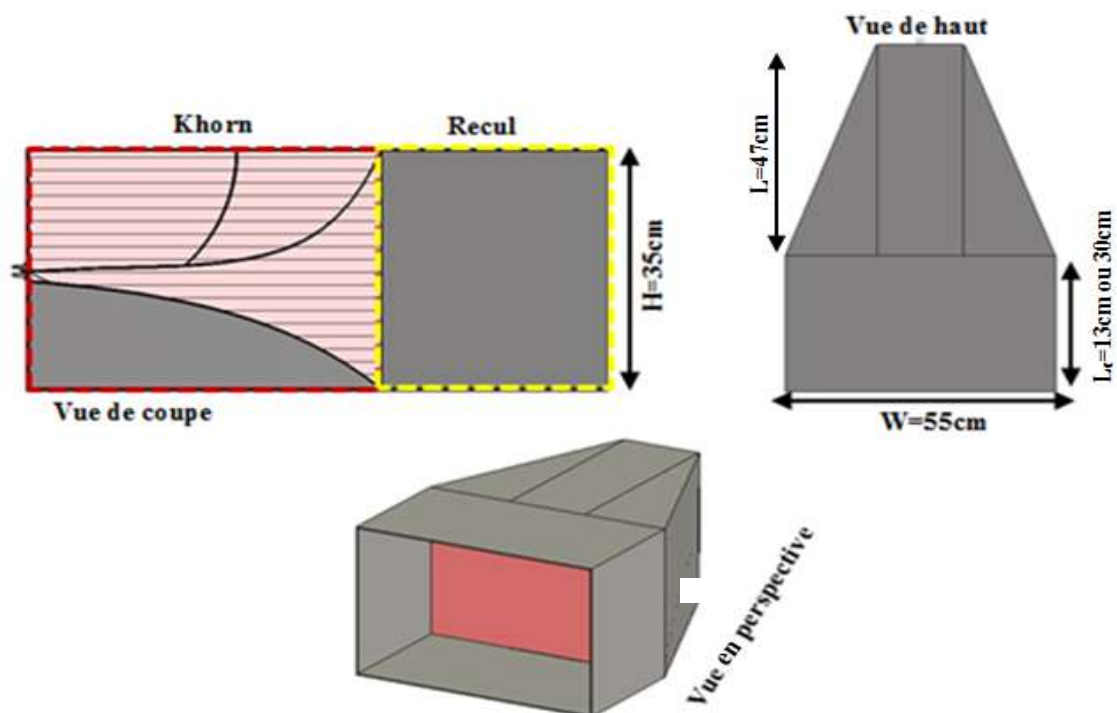 Vue de haut
Khorn
Recul
L=47cm
H=35cm
Lr=13cm ou 30cm
Vue de coupe
W=55cm
Vue en perspective